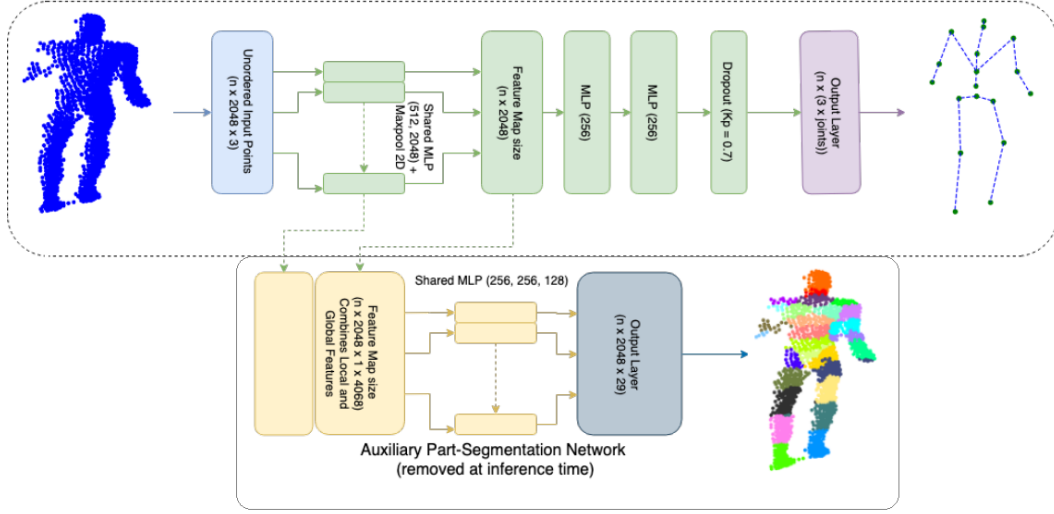 Unordered Input Points
(n x 2048 x 3)
Shared MLP
(512, 2048) +
Maxpool 2D
Feature Map size
(n x 2048)
MLP (256)
MLP (256)
Dropout (Kp = 0.7)
Output Layer
(n x (3 x joints))
Feature Map size
(n x 2048 x 1 x 4068)
Combines Local and
Global Features
Shared MLP (256, 256, 128)
Output Layer
(n x 2048 x 29)
Auxiliary Part-Segmentation Network
(removed at inference time)